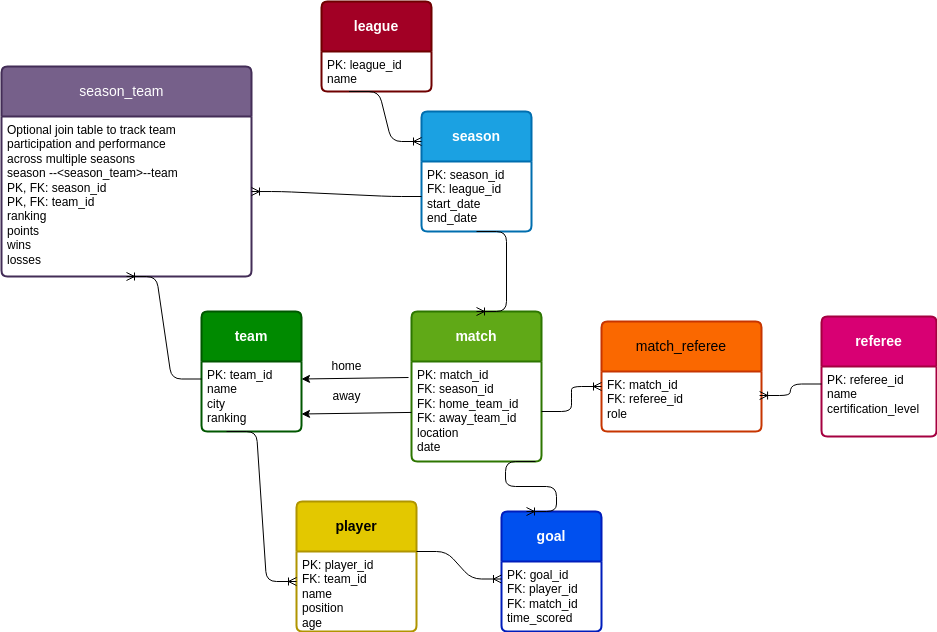 league
PK: league_id
name
season_team
Optional join table to track team
participation and performance
across multiple seasons
season --<season_team>--team
PK, FK: season_id
PK, FK: team_id
ranking
points
wins
losses
season
PK: season_id
FK: league_id
start_date
end_date
team
PK: team_id
name
city
ranking
home
away
match
PK: match_id
FK: season_id
FK: home_team_id
FK: away_team_id
location
date
match_referee
FK: match_id
FK: referee_id
role
referee
PK: referee_id
name
certification_level
player
PK: player_id
FK: team_id
name
position
age
goal
PK: goal_id
FK: player_id
FK: match_id
time_scored